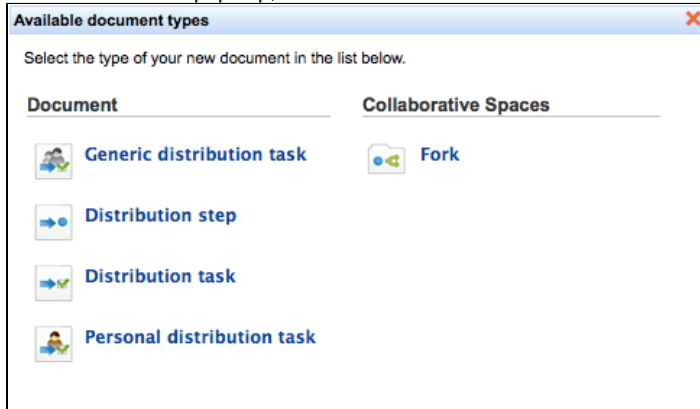 Available document types
Select the type of your new document in the list below.
Document
Generic distribution task
Distribution step
Distribution task
Personal distribution task
Collaborative Spaces
Fork